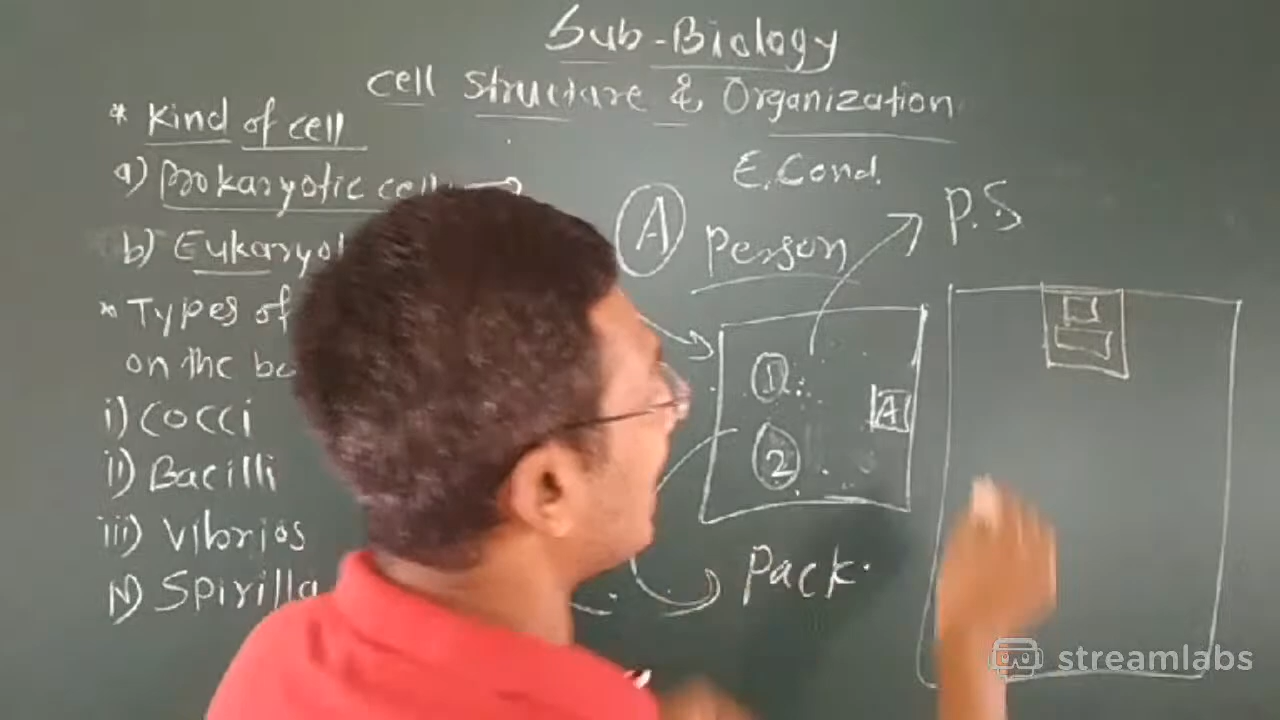 Sub-Biology
Cell Structure & Organization
* Kind of cell
a) Prokaryotic cell
b) Eukaryot
* Types of
on the ba
i) Cocci
ii) Bacilli
iii) Vibrios
iv) Spirilla
E. Cond.
A
Person
P.S
1
2
A
Pack.
streamlabs